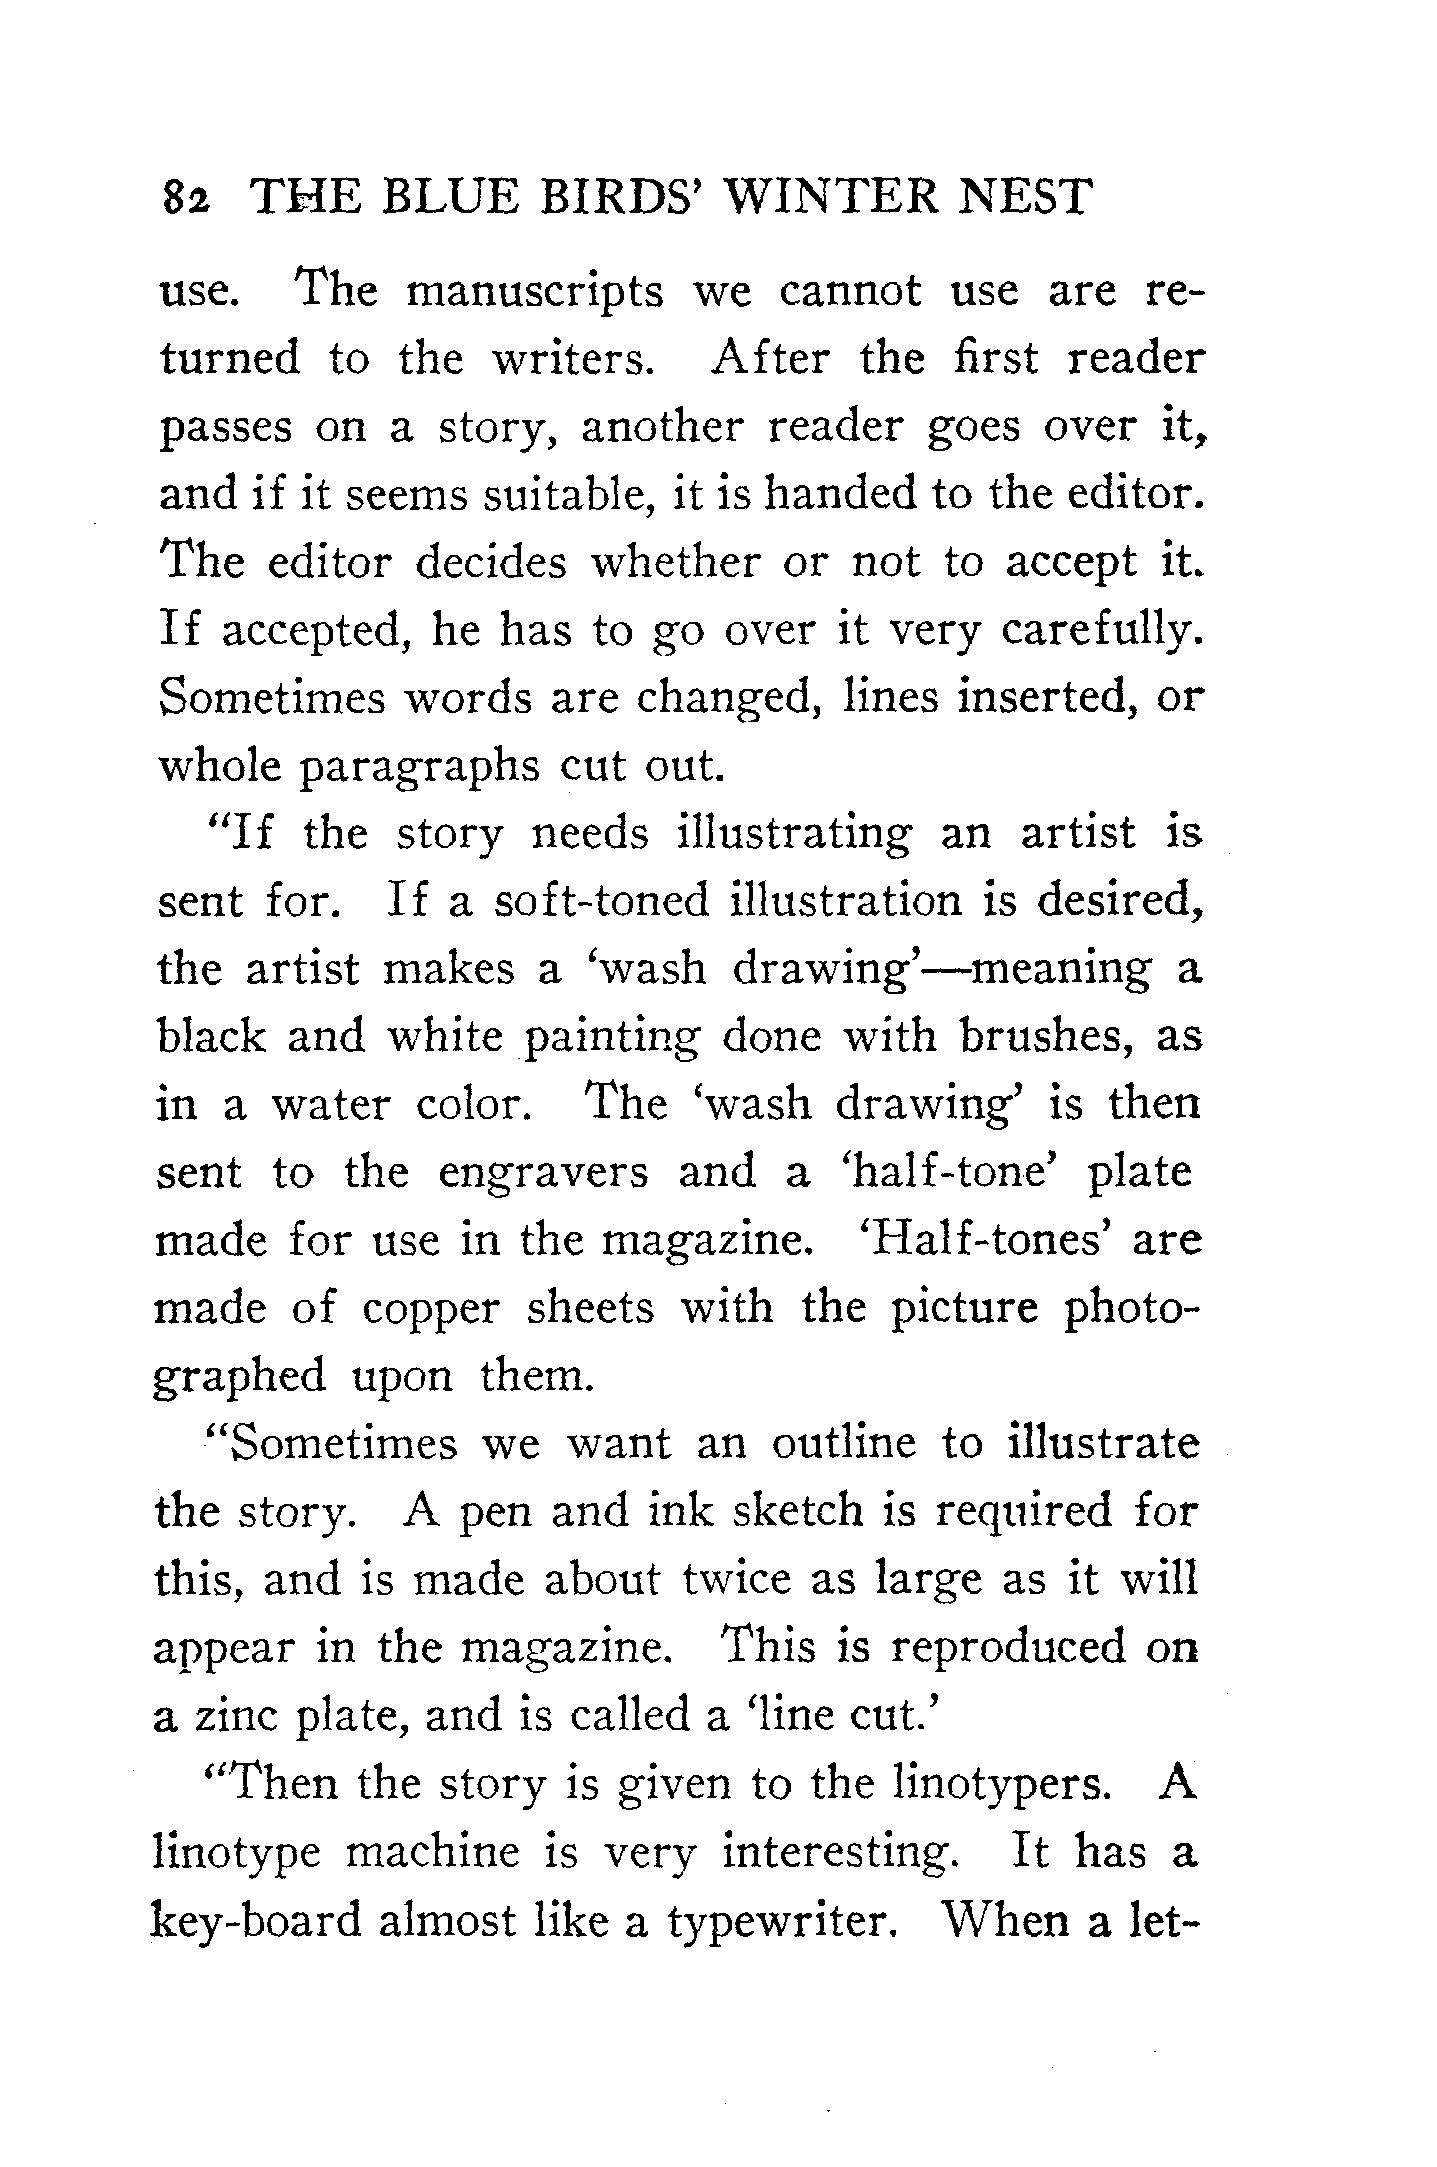 82 THE BLUE BIRDS' WINTER NEST
use. The manuscripts we cannot use are re-
turned to the writers. After the first reader
passes on a story, another reader goes over it,
and if it seems suitable, it is handed to the editor.
The editor decides whether or not to accept it.
If accepted, he has to go over it very carefully.
Sometimes words are changed, lines inserted, or
whole paragraphs cut out.
"If the story needs illustrating an artist is
sent for. If a soft-toned illustration is desired,
the artist makes a 'wash drawing'—meaning a
black and white painting done with brushes, as
in a water color. The 'wash drawing' is then
sent to the engravers and a 'half-tone' plate
made for use in the magazine. 'Half-tones' are
made of copper sheets with the picture photo-
graphed upon them.
"Sometimes we want an outline to illustrate
the story. A pen and ink sketch is required for
this, and is made about twice as large as it will
appear in the magazine. This is reproduced on
a zinc plate, and is called a 'line cut.'
"Then the story is given to the linotypers. A
linotype machine is very interesting. It has a
key-board almost like a typewriter. When a let-